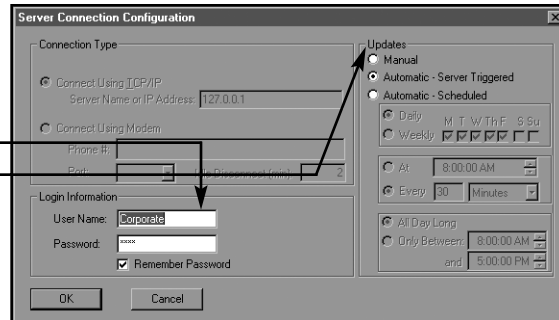 Server Connection Configuration
Connection Type
Connect Using TCP/IP
Server Name or IP Address: 127.0.0.1
Connect Using Modem
Phone #:
Port: Disconnect (min) 2
Login Information
User Name: Corporate
Password: ××××
Remember Password
OK Cancel
Updates
Manual
Automatic - Server Triggered
Automatic - Scheduled
Daily M T W Th F S Su
Weekly
At 8:00:00 AM
Every 30 Minutes
All Day Long
Only Between: 8:00:00 AM
and 5:00:00 PM